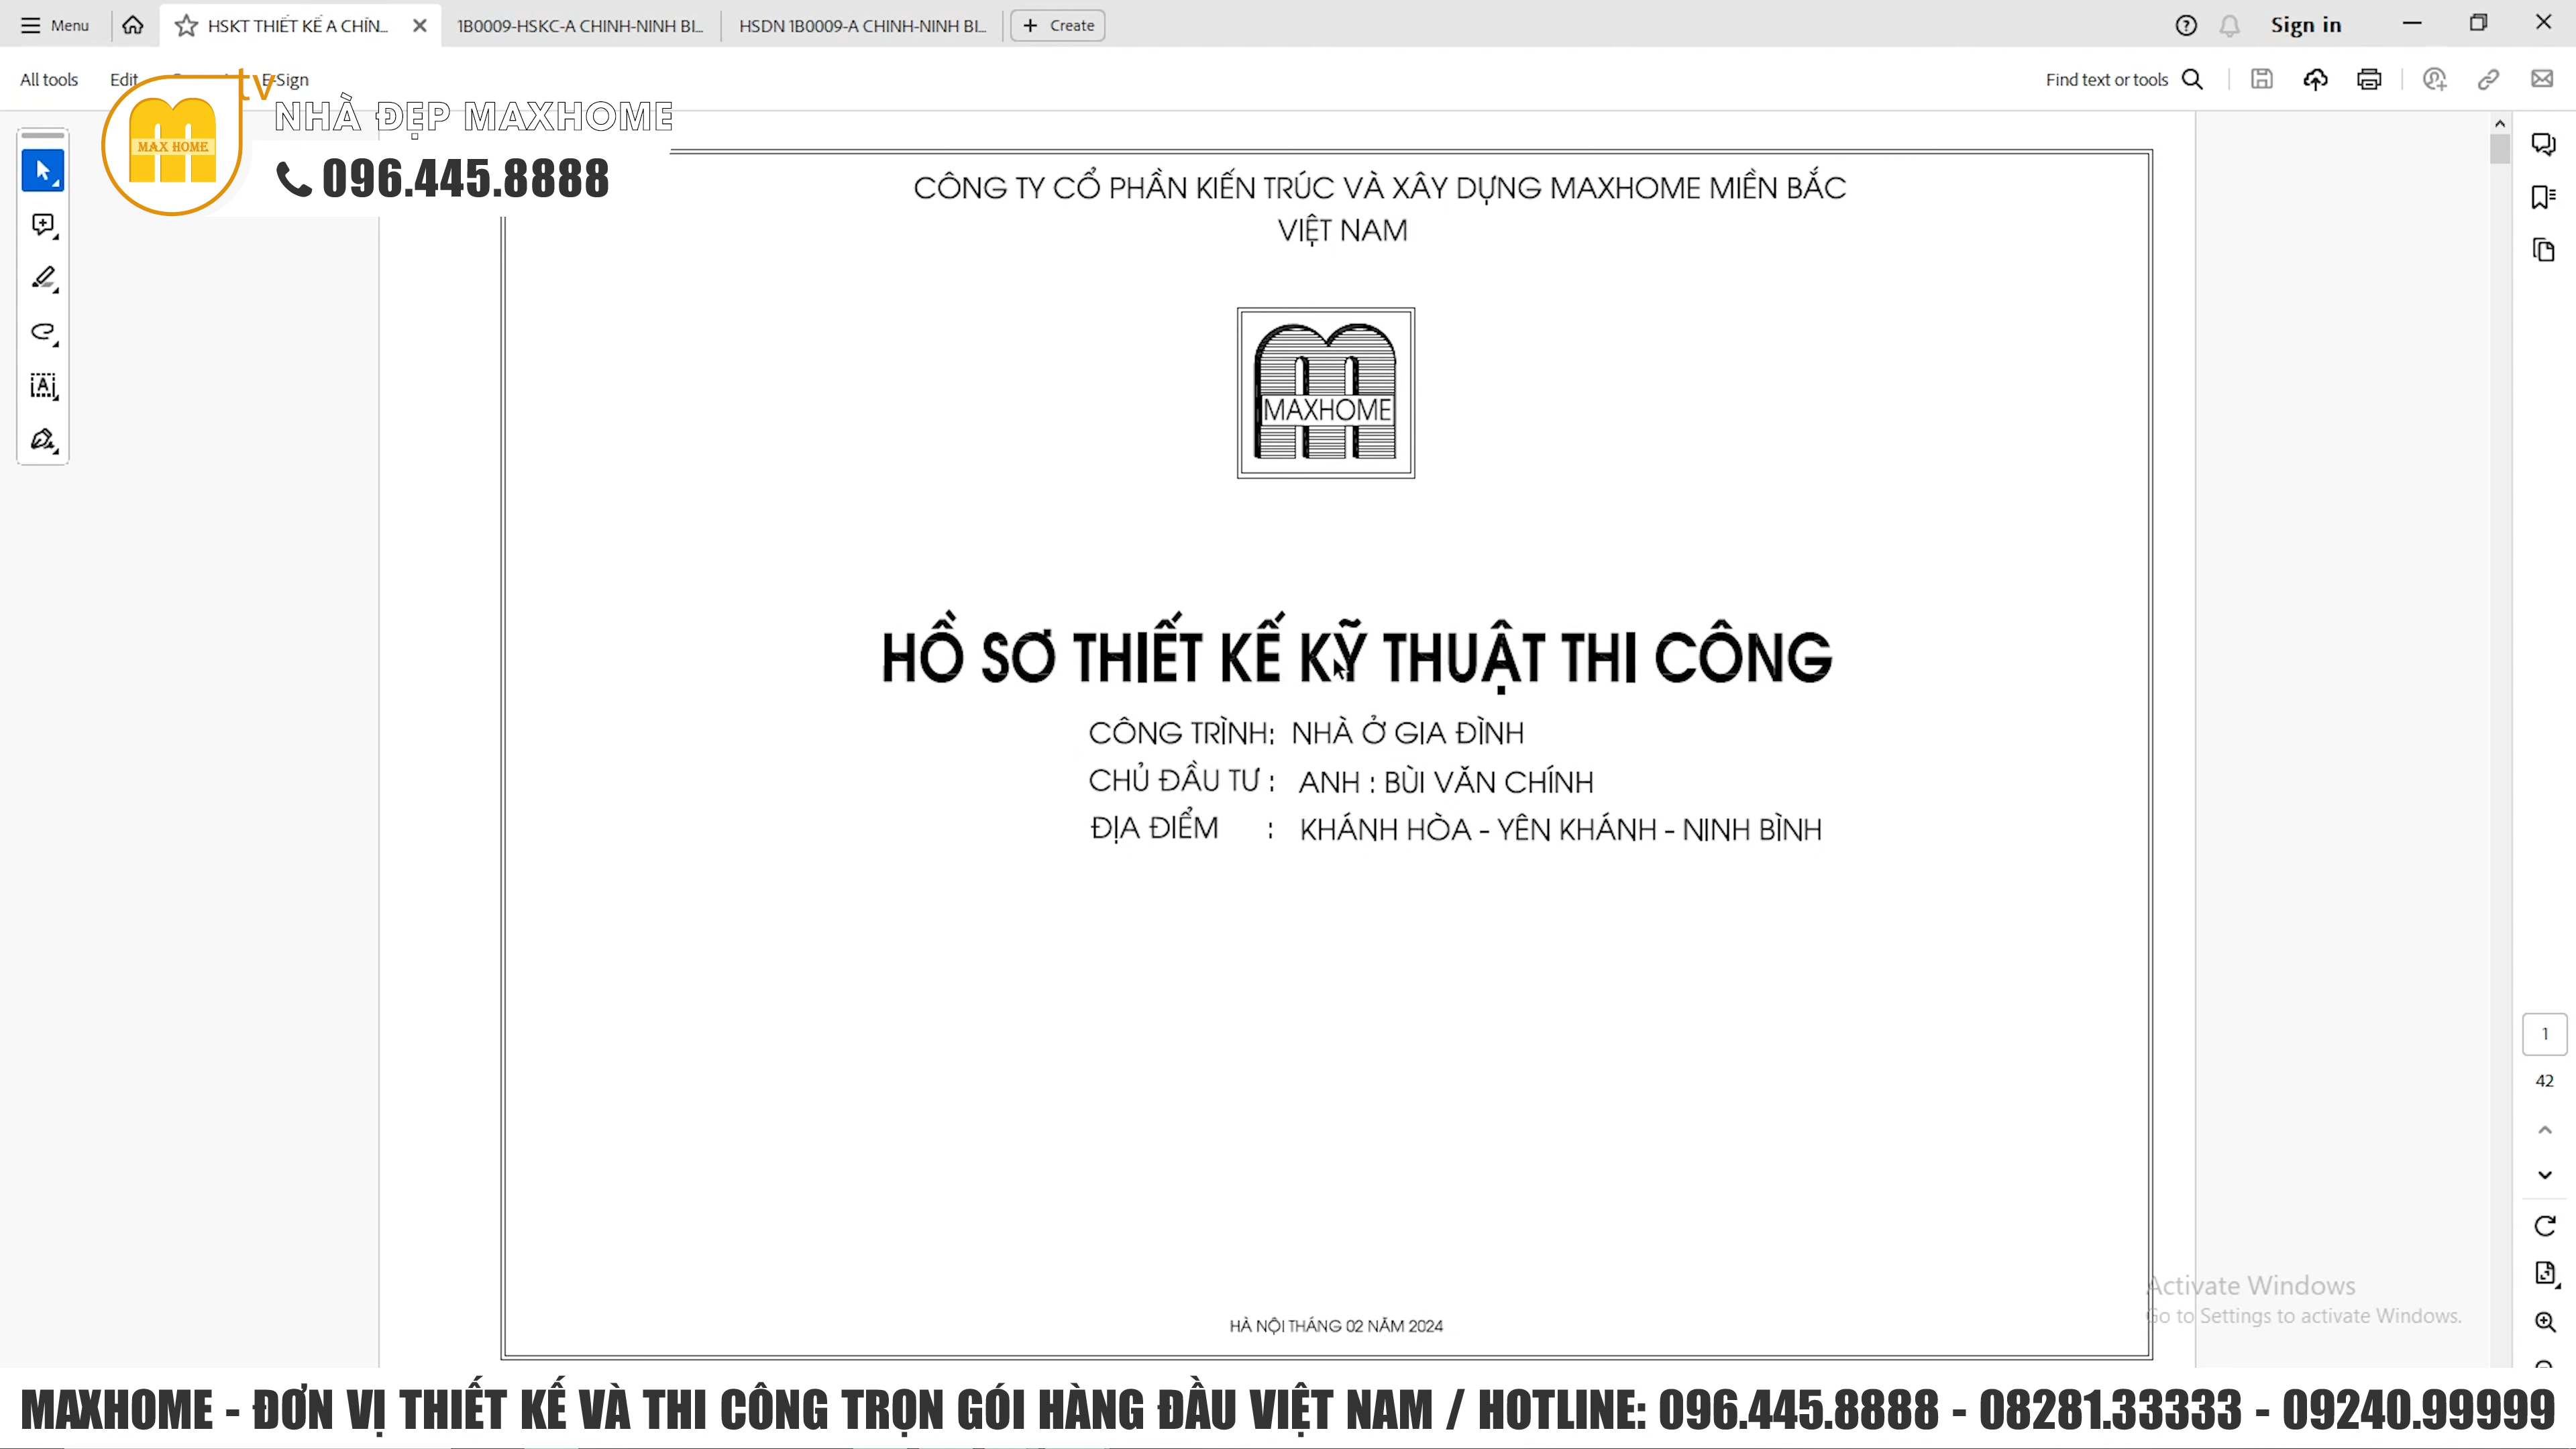 Menu
HSKT THIẾT KẾ A CHÍN...
1B0009-HSKC-A CHINH-NINH BI...
HSDN 1B0009-A CHINH-NINH BI...
+ Create
Sign in
All tools
Edit
E-Sign
Find text or tools
tv
MAX HOME
NHÀ ĐẸP MAXHOME
096.445.8888
CÔNG TY CỔ PHẦN KIẾN TRÚC VÀ XÂY DỰNG MAXHOME MIỀN BẮC
VIỆT NAM
MAXHOME
HỒ SƠ THIẾT KẾ KỸ THUẬT THI CÔNG
CÔNG TRÌNH: NHÀ Ở GIA ĐÌNH
CHỦ ĐẦU TƯ : ANH : BÙI VĂN CHÍNH
ĐỊA ĐIỂM : KHÁNH HÒA - YÊN KHÁNH - NINH BÌNH
1
42
Activate Windows
Go to Settings to activate Windows.
HÀ NỘI THÁNG 02 NĂM 2024
MAXHOME - ĐƠN VỊ THIẾT KẾ VÀ THI CÔNG TRỌN GÓI HÀNG ĐẦU VIỆT NAM / HOTLINE: 096.445.8888 - 08281.33333 - 09240.99999